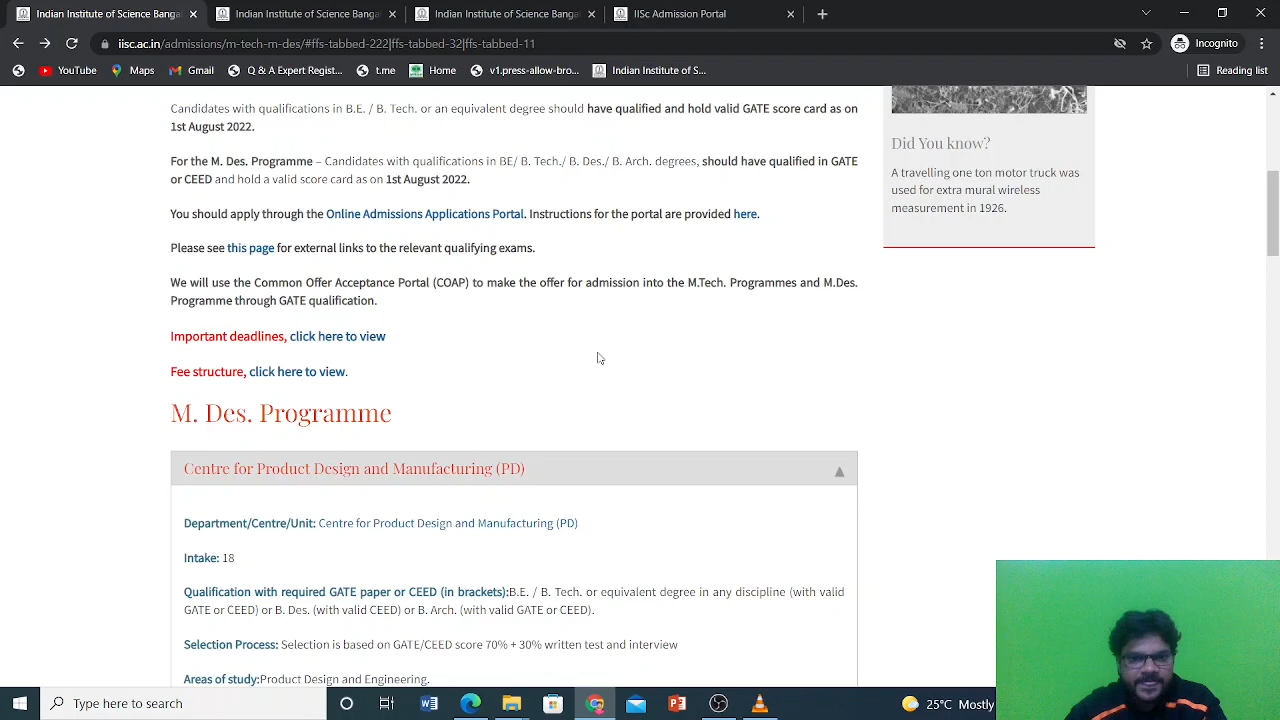 Indian Institute of Science Bangal
Indian Institute of Science Bangal
Indian Institute of Science Bangal
IISc Admission Portal
iisc.ac.in/admissions/m-tech-m-des/#ffs-tabbed-222|ffs-tabbed-32|ffs-tabbed-11
Incognito
YouTube
Maps
Gmail
Q & A Expert Regist...
t.me
Home
v1.press-allow-bro...
Indian Institute of S...
Reading list
Candidates with qualifications in B.E. / B. Tech. or an equivalent degree should have qualified and hold valid GATE score card as on
1st August 2022.
For the M. Des. Programme – Candidates with qualifications in BE/ B. Tech./ B. Des./ B. Arch. degrees, should have qualified in GATE
or CEED and hold a valid score card as on 1st August 2022.
You should apply through the Online Admissions Applications Portal. Instructions for the portal are provided here.
Please see this page for external links to the relevant qualifying exams.
We will use the Common Offer Acceptance Portal (COAP) to make the offer for admission into the M.Tech. Programmes and M.Des.
Programme through GATE qualification.
Important deadlines, click here to view
Fee structure, click here to view.
M. Des. Programme
Centre for Product Design and Manufacturing (PD)
Department/Centre/Unit: Centre for Product Design and Manufacturing (PD)
Intake: 18
Qualification with required GATE paper or CEED (in brackets):B.E. / B. Tech. or equivalent degree in any discipline (with valid
GATE or CEED) or B. Des. (with valid CEED) or B. Arch. (with valid GATE or CEED).
Selection Process: Selection is based on GATE/CEED score 70% + 30% written test and interview
Areas of study:Product Design and Engineering.
Did You know?
A travelling one ton motor truck was
used for extra mural wireless
measurement in 1926.
Type here to search
25°C Mostly